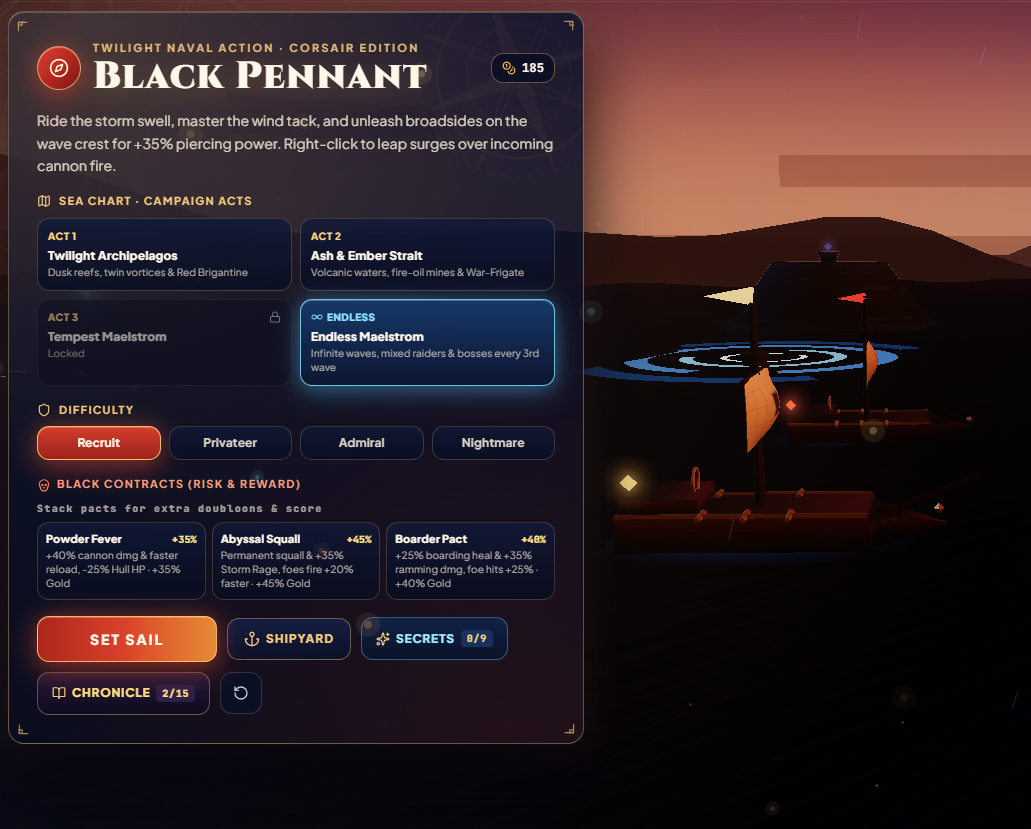 TWILIGHT NAVAL ACTION · CORSAIR EDITION
BLACK PENNANT
185
Ride the storm swell, master the wind tack, and unleash broadsides on the
wave crest for +35% piercing power. Right-click to leap surges over incoming
cannon fire.
SEA CHART · CAMPAIGN ACTS
ACT 1
Twilight Archipelagos
Dusk reefs, twin vortices & Red Brigantine
ACT 2
Ash & Ember Strait
Volcanic waters, fire-oil mines & War-Frigate
ACT 3
Tempest Maelstrom
Locked
∞ ENDLESS
Endless Maelstrom
Infinite waves, mixed raiders & bosses every 3rd
wave
DIFFICULTY
Recruit
Privateer
Admiral
Nightmare
BLACK CONTRACTS (RISK & REWARD)
Stack pacts for extra doubloons & score
Powder Fever +35%
+40% cannon dmg & faster
reload, -25% Hull HP · +35%
Gold
Abyssal Squall +45%
Permanent squall & +35%
Storm Rage, foes fire +20%
faster · +45% Gold
Boarder Pact +40%
+25% boarding heal & +35%
ramming dmg, foe hits +25% ·
+40% Gold
SET SAIL
SHIPYARD
SECRETS 0/9
CHRONICLE 2/15